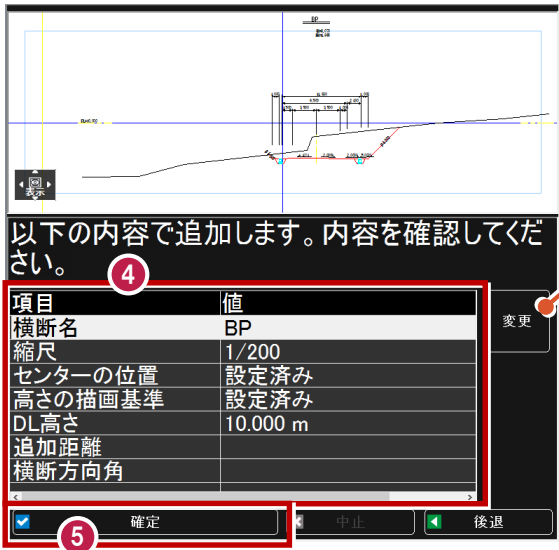 BP
表示
以下の内容で追加します。内容を確認してくだ
さい。
4
項目 値
横断名 BP
縮尺 1/200
センターの位置 設定済み
高さの描画基準 設定済み
DL高さ 10.000 m
追加距離
横断方向角
変更
確定
中止
後退
5